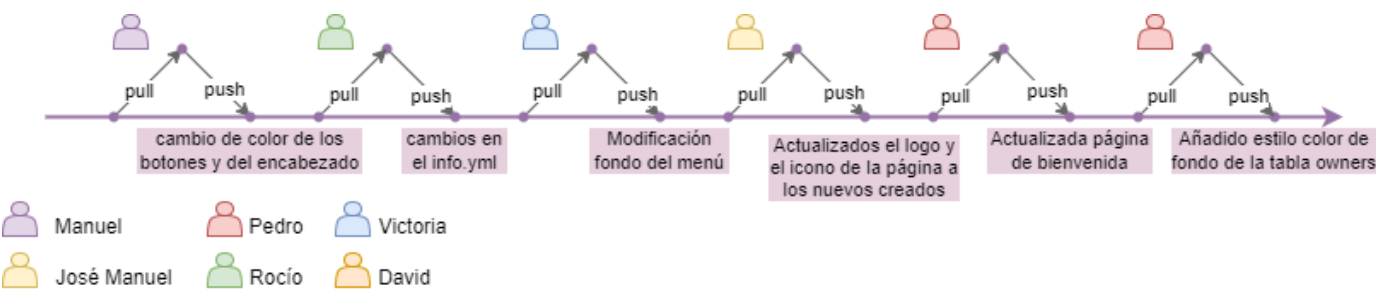 pull
push
pull
push
pull
push
pull
push
pull
push
pull
push
cambio de color de los
botones y del encabezado
cambios en
el info.yml
Modificación
fondo del menú
Actualizados el logo y
el icono de la página a
los nuevos creados
Actualizada página
de bienvenida
Añadido estilo color de
fondo de la tabla owners
Manuel
Pedro
Victoria
José Manuel
Rocío
David